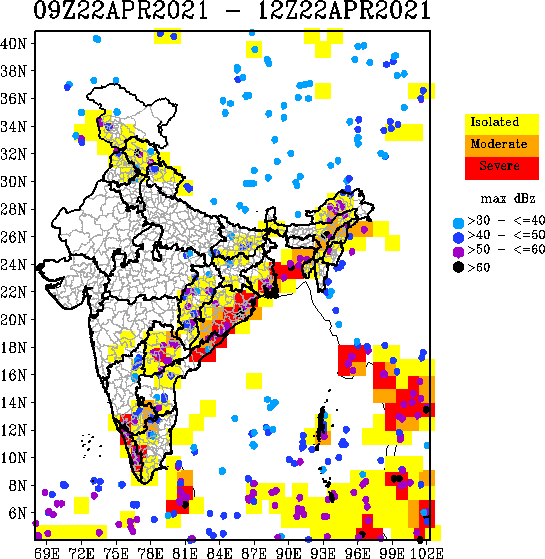 09Z22APR2021 - 12Z22APR2021
40N
38N
36N
34N
32N
30N
28N
26N
24N
22N
20N
18N
16N
14N
12N
10N
8N
6N
69E 72E 75E 78E 81E 84E 87E 90E 93E 96E 99E 102E
Isolated
Moderate
Severe
max dBz
>30 - <=40
>40 - <=50
>50 - <=60
>60